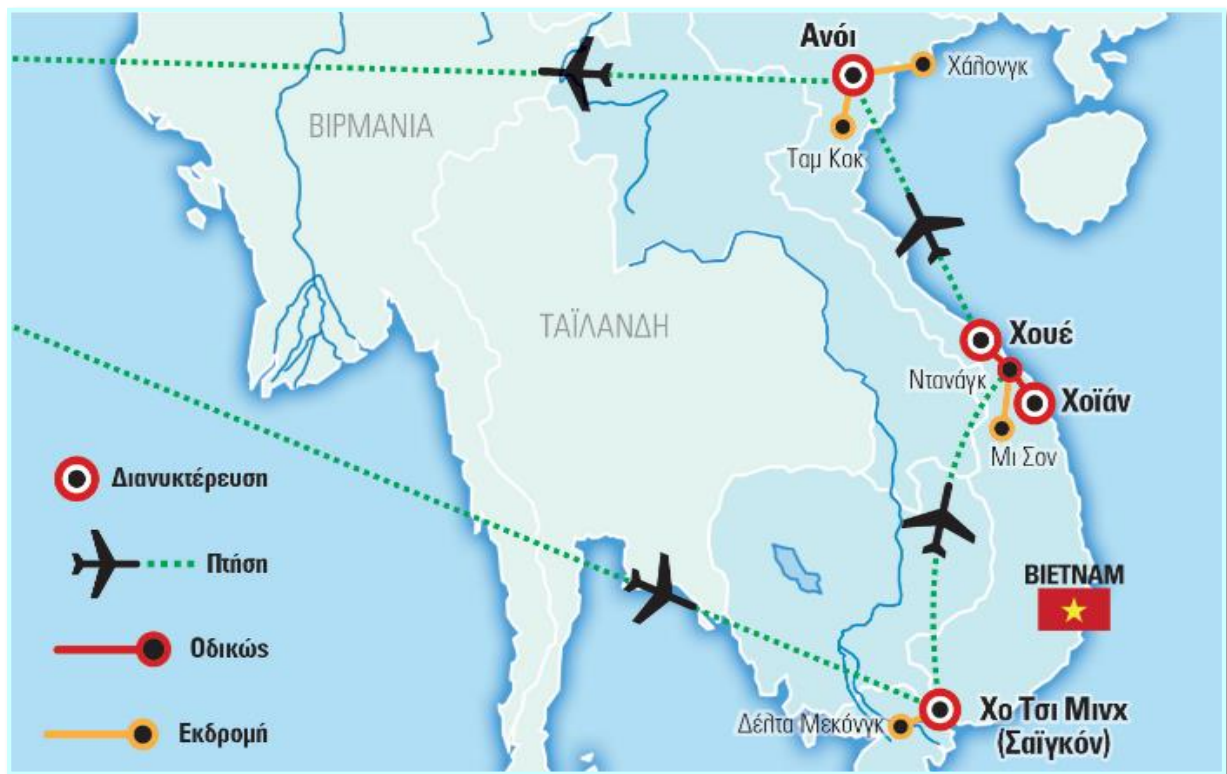 Ανόι
Χάλονγκ
ΒΙΡΜΑΝΙΑ
Ταμ Κοκ
ΤΑΪΛΑΝΔΗ
Χουέ
Ντανάγκ
Χοϊάν
Μι Σον
Διανυκτέρευση
Πτήση
ΒΙΕΤΝΑΜ
Οδικώς
Εκδρομή
Δέλτα Μεκόνγκ
Χο Τσι Μινχ
(Σαϊγκόν)